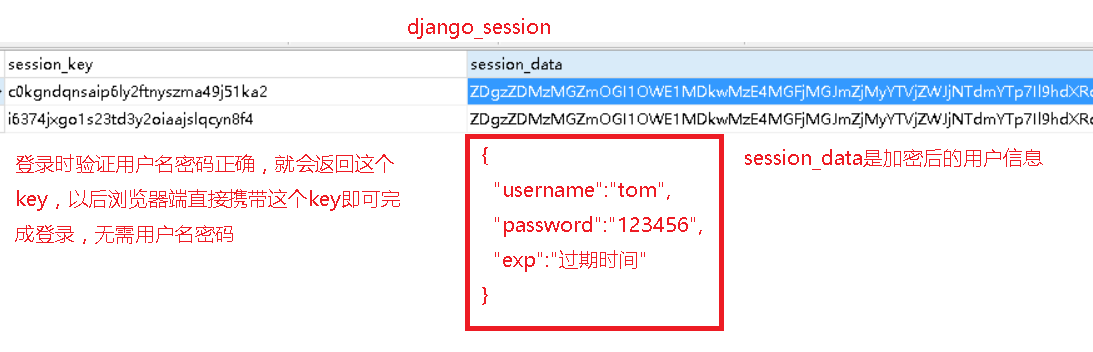 django_session
session_key session_data
c0kgndqnsaip6ly2ftnyszma49j51ka2 ZDgzZDMzMGZmOGI1OWE1MDkwMzE4MGFjMGJmZjMyYTVjZWJjNTdmYTp7Il9hdXRo
i6374jxgo1s23td3y2oiaajslqcyn8f4 ZDgzZDMzMGZmOGI1OWE1MDkwMzE4MGFjMGJmZjMyYTVjZWJjNTdmYTp7Il9hdXRo
登录时验证用户名密码正确，就会返回这个
key，以后浏览器端直接携带这个key即可完
成登录，无需用户名密码
{
"username":"tom",
"password":"123456",
"exp":"过期时间"
}
session_data是加密后的用户信息